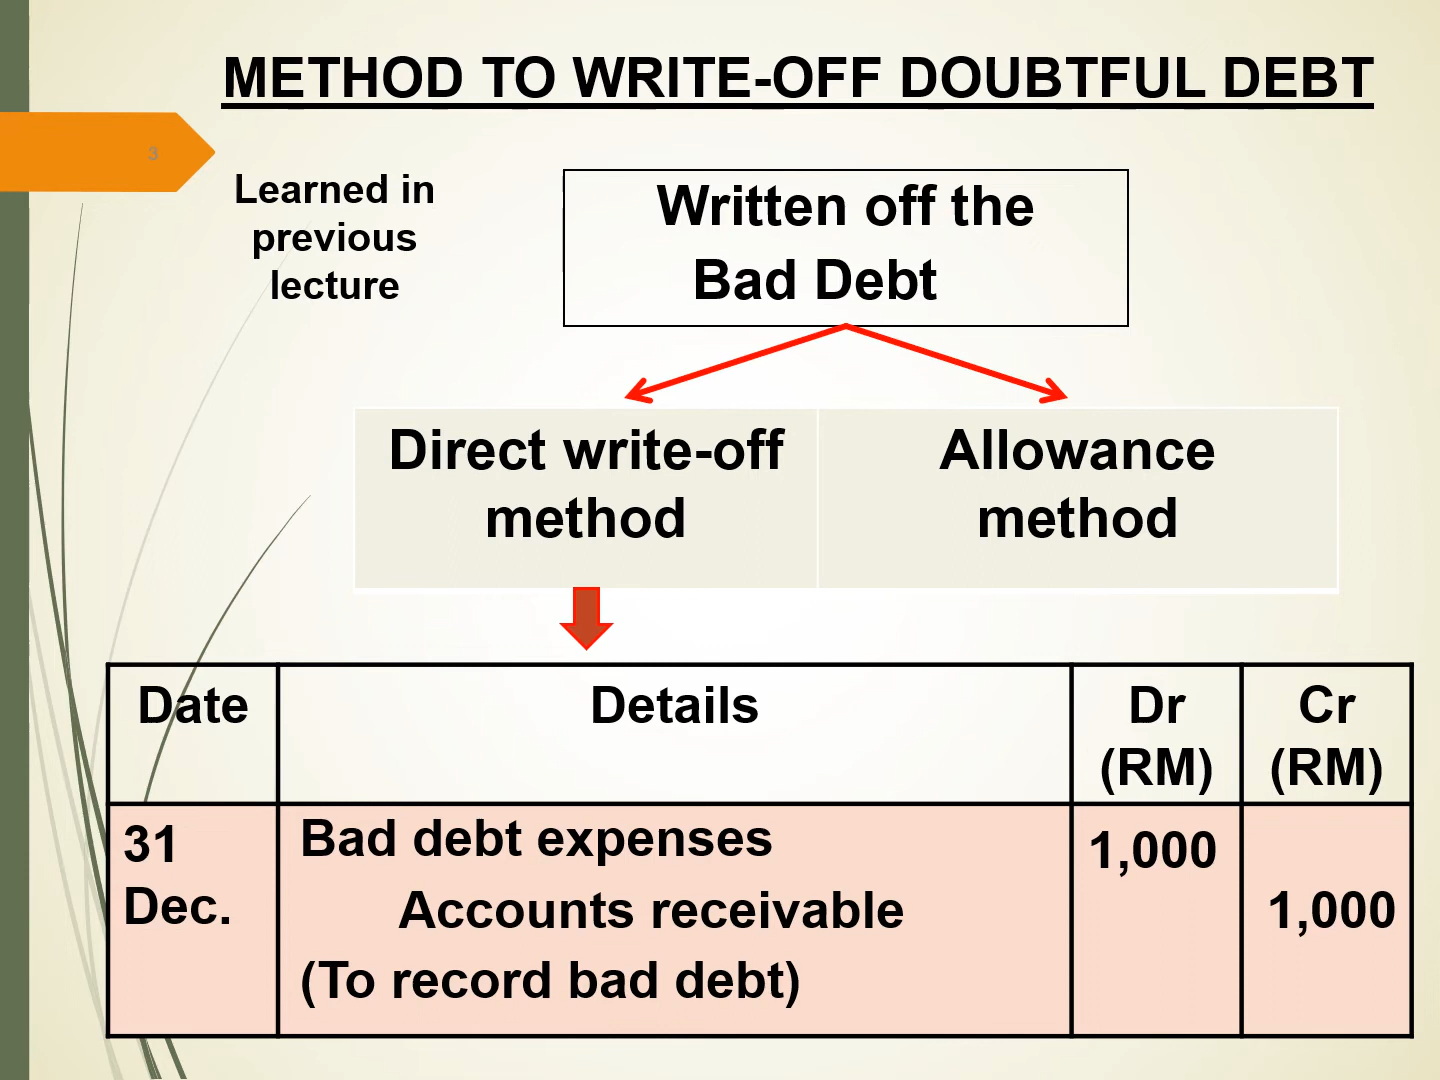 METHOD TO WRITE-OFF DOUBTFUL DEBT
3
Learned in
previous
lecture
Written off the
Bad Debt
Direct write-off
method
Allowance
method
Date
Details
Dr
(RM)
Cr
(RM)
31
Dec.
Bad debt expenses
Accounts receivable
(To record bad debt)
1,000
1,000